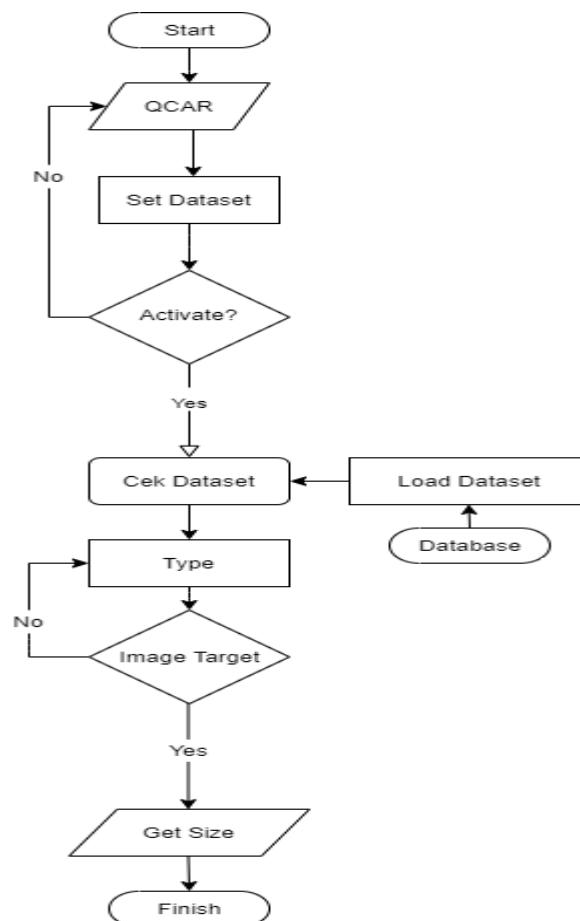 Start
QCAR
No
Set Dataset
Activate?
Yes
Cek Dataset
Load Dataset
Database
Type
No
Image Target
Yes
Get Size
Finish